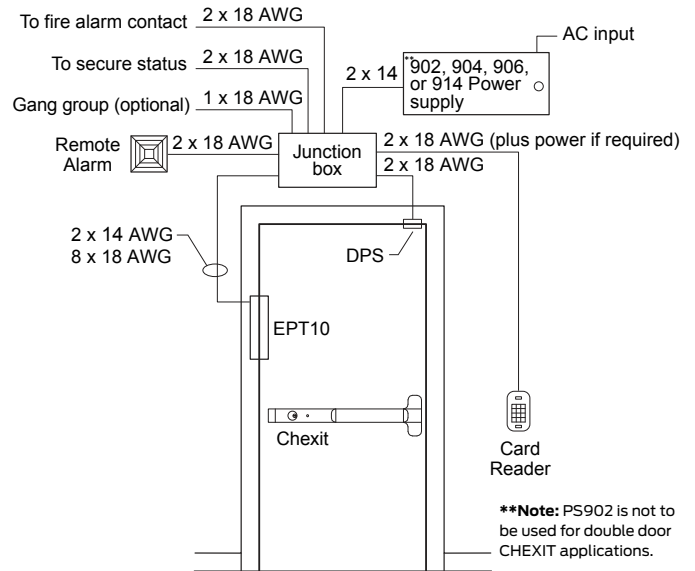 To fire alarm contact
2 x 18 AWG
AC input
To secure status
2 x 18 AWG
2 x 14
**902, 904, 906,
or 914 Power
supply
Gang group (optional)
1 x 18 AWG
Remote
Alarm
2 x 18 AWG
Junction
box
2 x 18 AWG (plus power if required)
2 x 18 AWG
2 x 14 AWG
8 x 18 AWG
DPS
EPT10
Chexit
Card
Reader
**Note: PS902 is not to
be used for double door
CHEXIT applications.